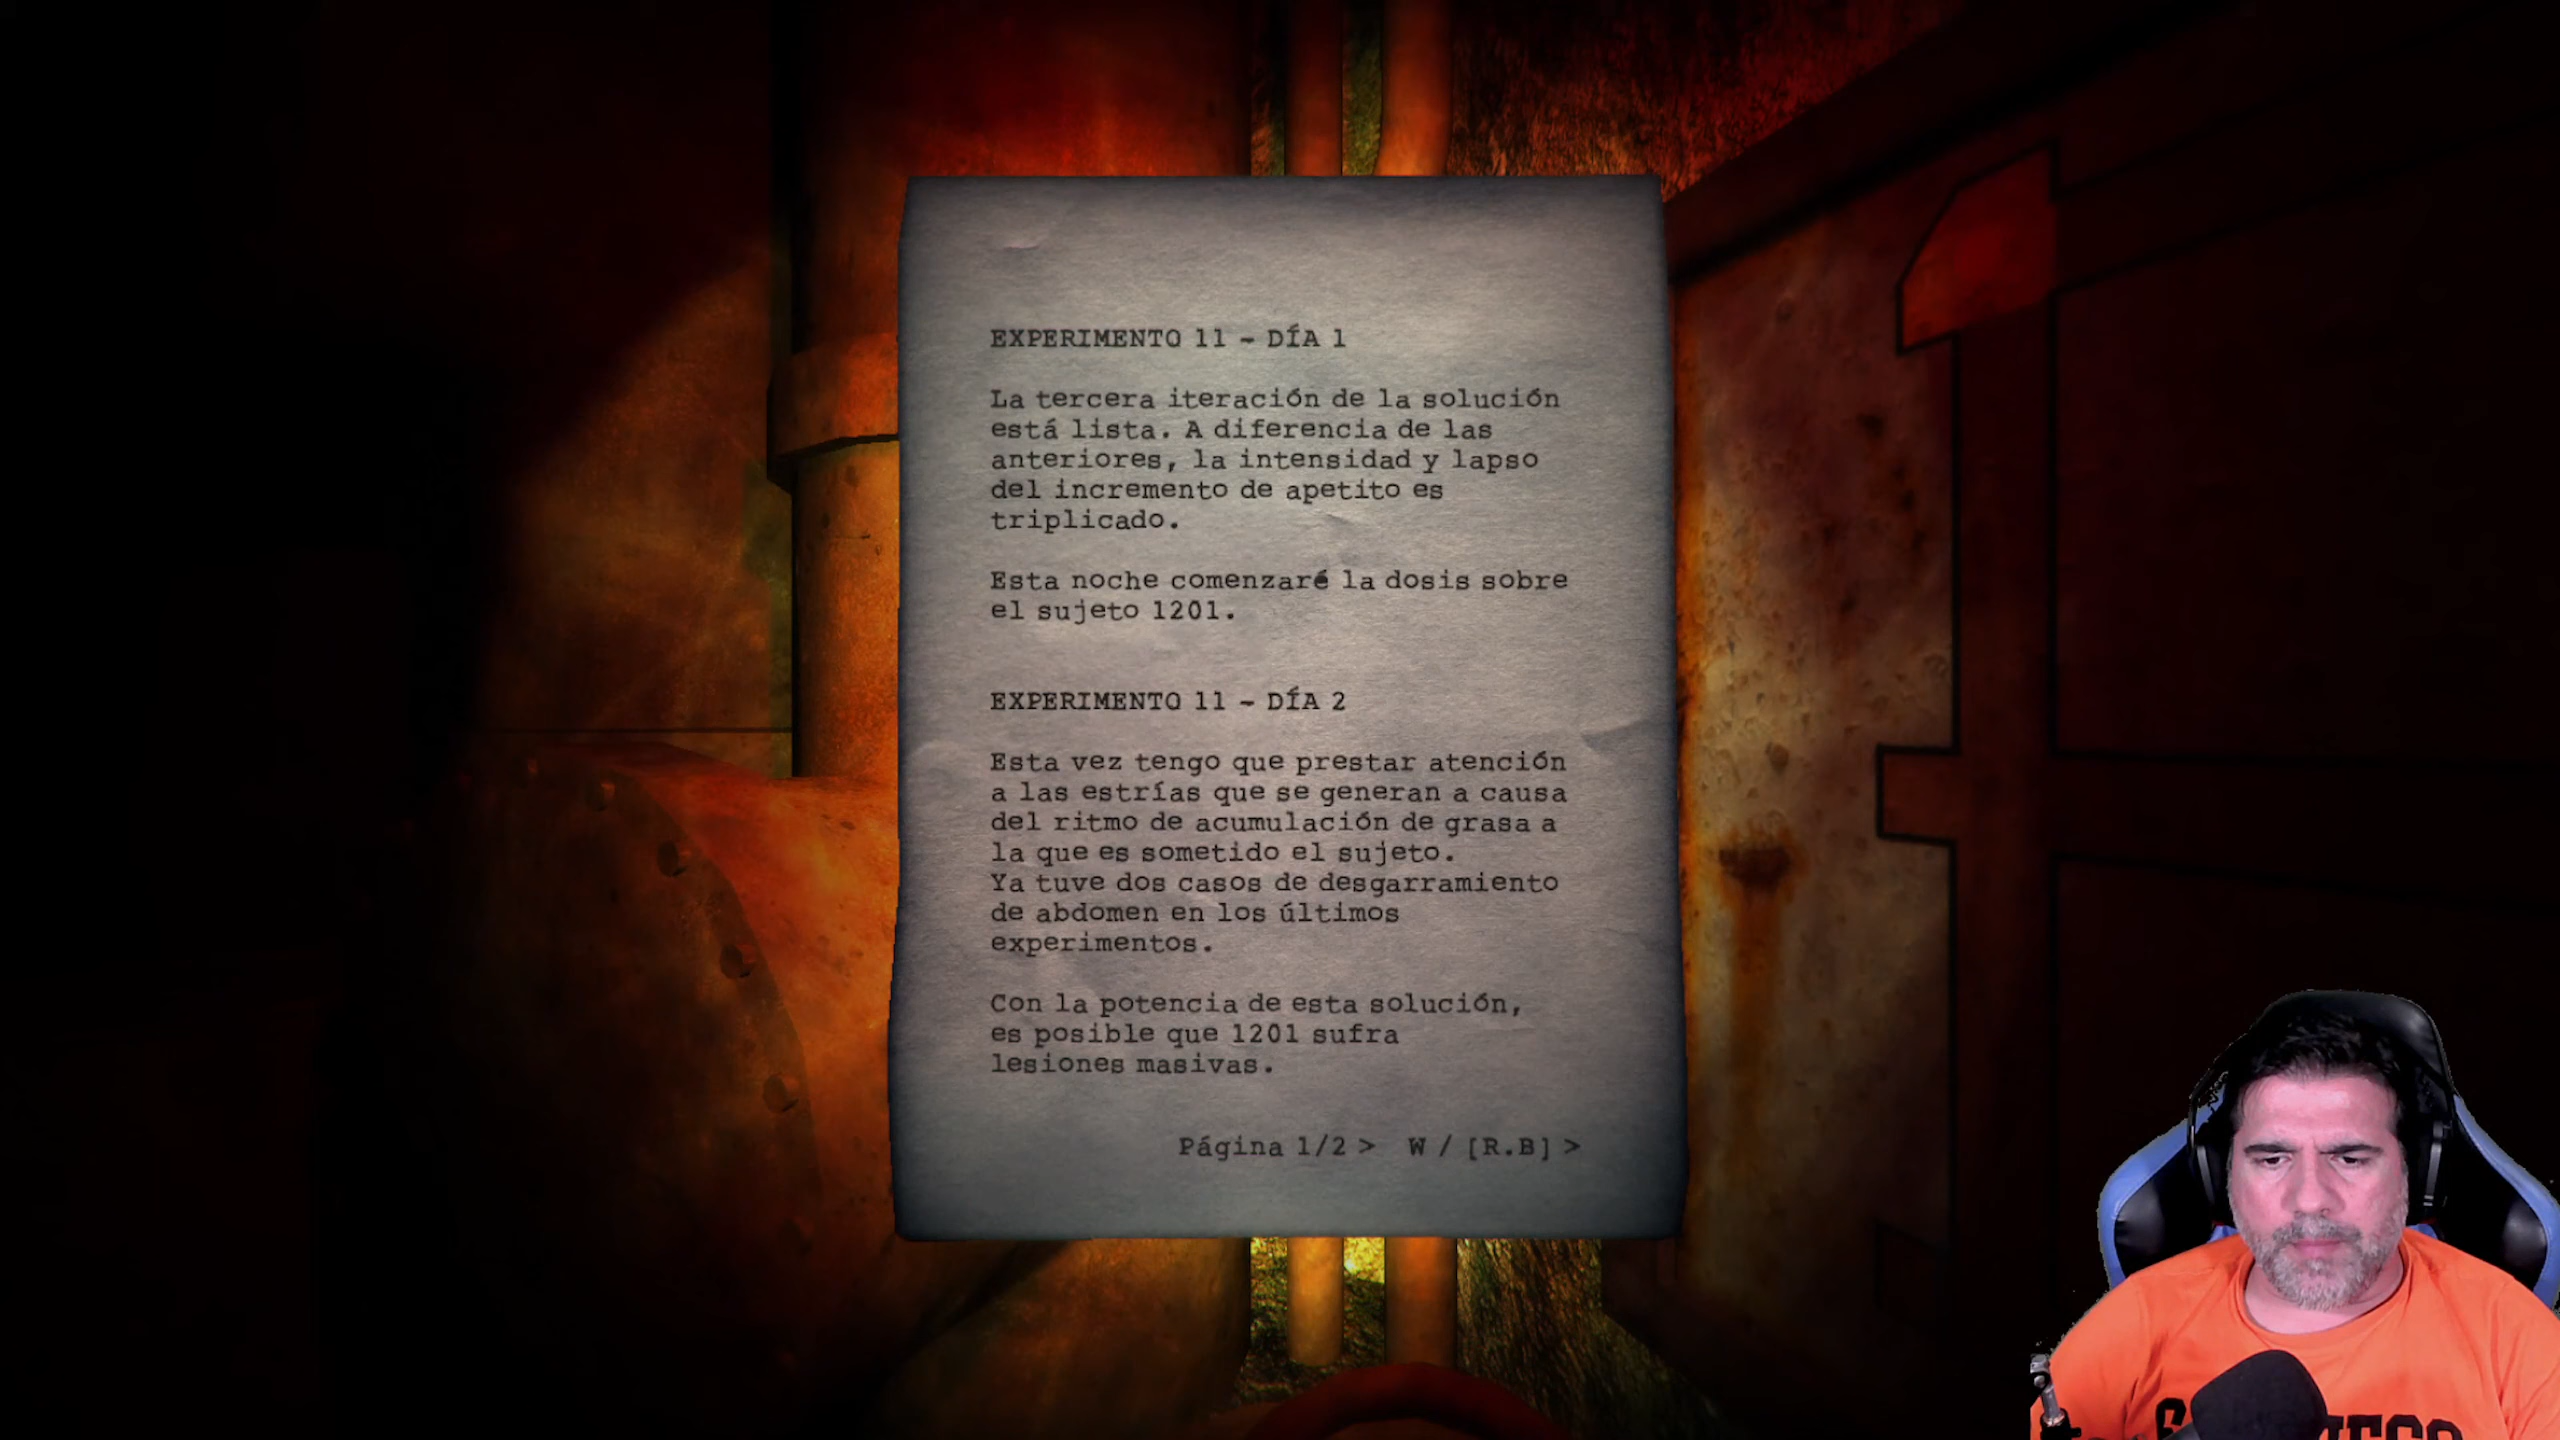 EXPERIMENTO 11 - DÍA 1
La tercera iteración de la solución
está lista. A diferencia de las
anteriores, la intensidad y lapso
del incremento de apetito es
triplicado.
Esta noche comenzaré la dosis sobre
el sujeto 1201.
EXPERIMENTO 11 - DÍA 2
Esta vez tengo que prestar atención
a las estrías que se generan a causa
del ritmo de acumulación de grasa a
la que es sometido el sujeto.
Ya tuve dos casos de desgarramiento
de abdomen en los últimos
experimentos.
Con la potencia de esta solución,
es posible que 1201 sufra
lesiones masivas.
Página 1/2 > W / [R.B] >